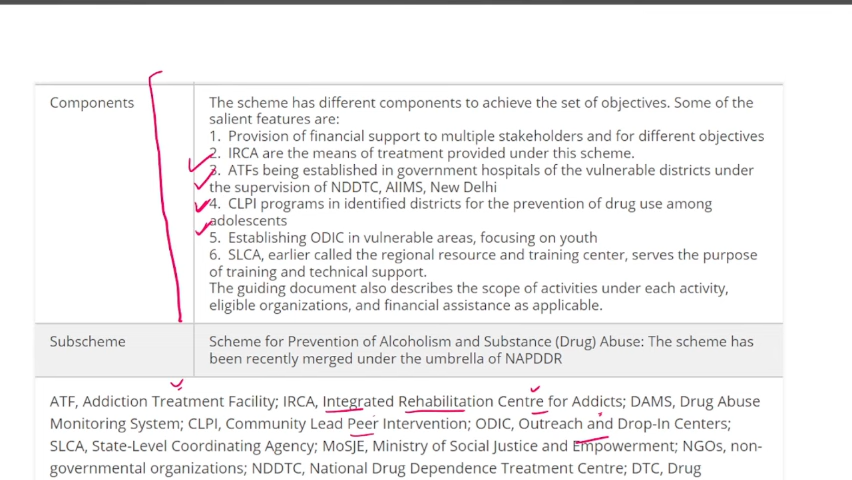 Components
The scheme has different components to achieve the set of objectives. Some of the
salient features are:
1. Provision of financial support to multiple stakeholders and for different objectives
2. IRCA are the means of treatment provided under this scheme.
3. ATFs being established in government hospitals of the vulnerable districts under
the supervision of NDDTC, AIIMS, New Delhi
4. CLPI programs in identified districts for the prevention of drug use among
adolescents
5. Establishing ODIC in vulnerable areas, focusing on youth
6. SLCA, earlier called the regional resource and training center, serves the purpose
of training and technical support.
The guiding document also describes the scope of activities under each activity,
eligible organizations, and financial assistance as applicable.
Subscheme
Scheme for Prevention of Alcoholism and Substance (Drug) Abuse: The scheme has
been recently merged under the umbrella of NAPDDR
ATF, Addiction Treatment Facility; IRCA, Integrated Rehabilitation Centre for Addicts; DAMS, Drug Abuse
Monitoring System; CLPI, Community Lead Peer Intervention; ODIC, Outreach and Drop-In Centers;
SLCA, State-Level Coordinating Agency; MoSJE, Ministry of Social Justice and Empowerment; NGOs, non-
governmental organizations; NDDTC, National Drug Dependence Treatment Centre; DTC, Drug